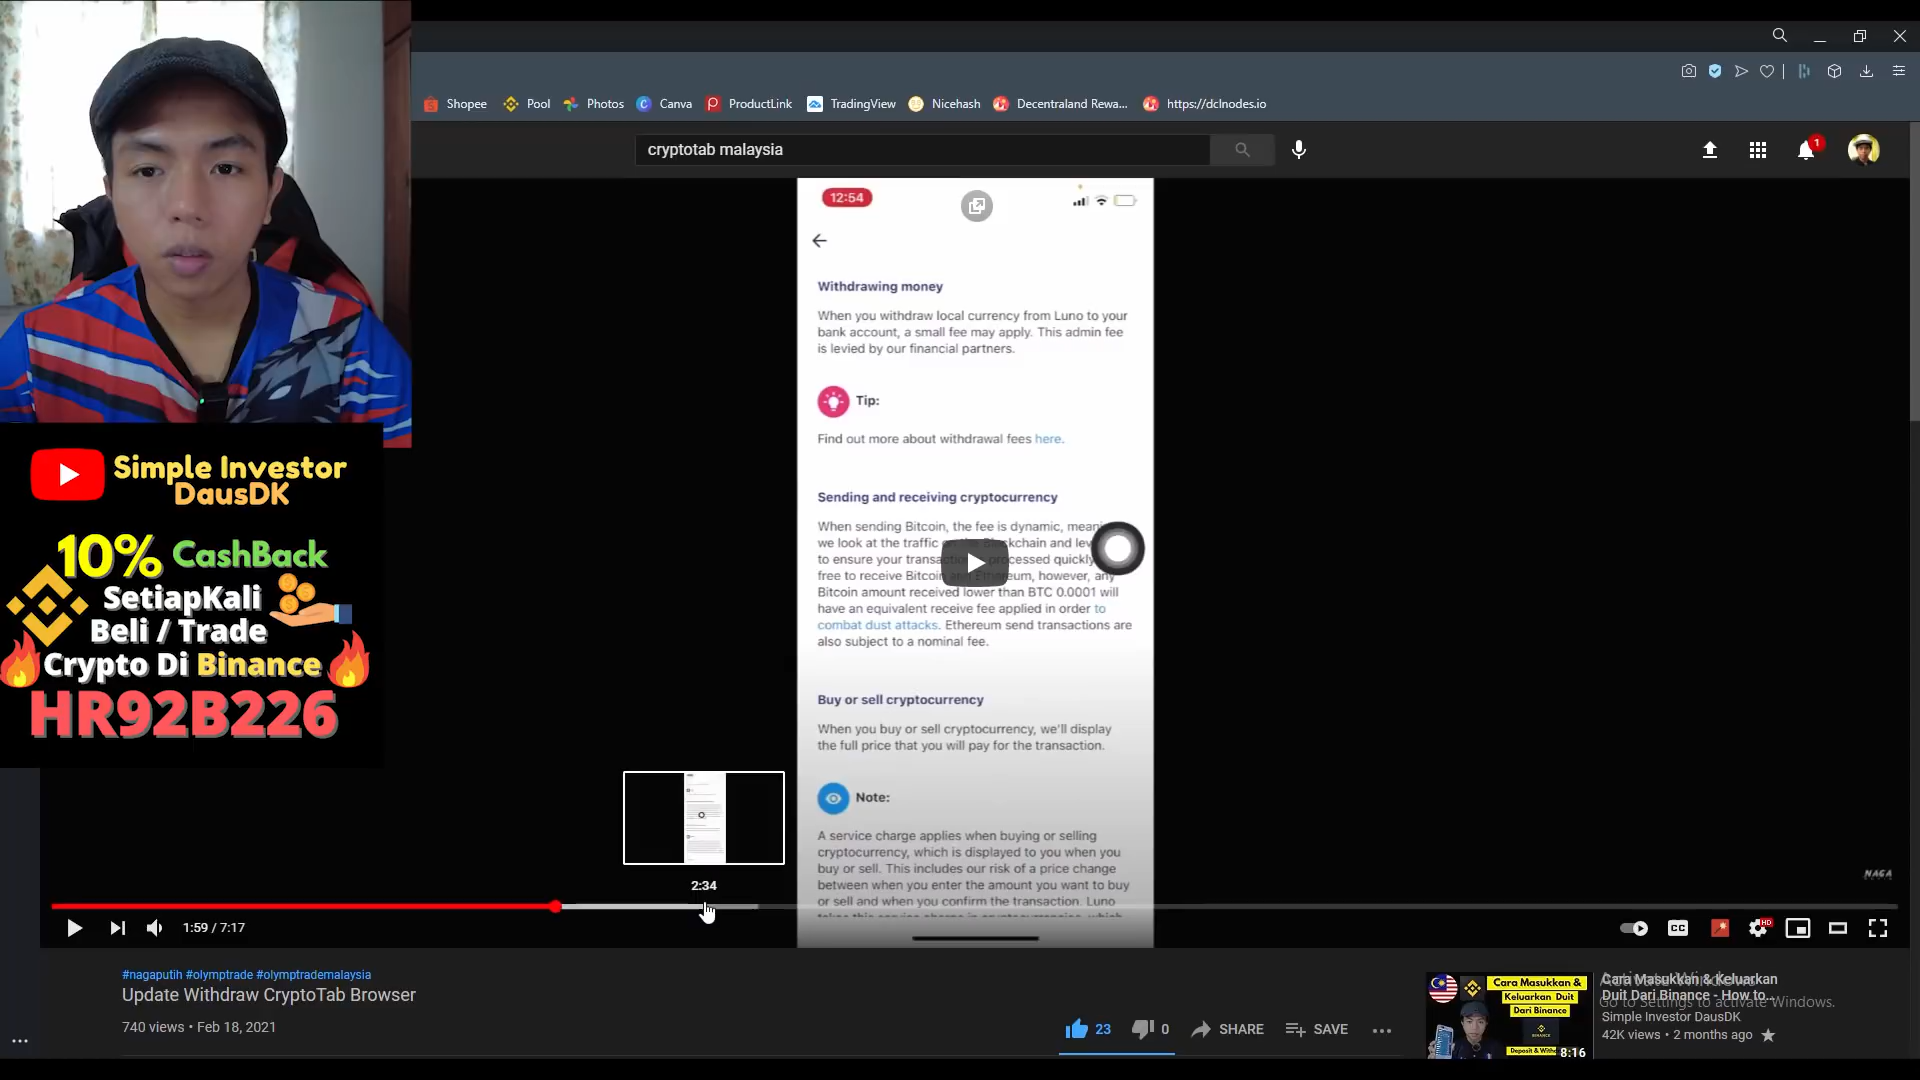 Shopee
Pool
Photos
Canva
ProductLink
TradingView
Nicehash
Decentraland Rewa...
https://dclnodes.io
cryptotab malaysia
1
12:54
Withdrawing money
When you withdraw local currency from Luno to your
bank account, a small fee may apply. This admin fee
is levied by our financial partners.
Tip:
Find out more about withdrawal fees here.
Sending and receiving cryptocurrency
When sending Bitcoin, the fee is dynamic,
we look at the traffic
to ensure your processed quickly
free to receive Bitcoin however, any
Bitcoin amount received lower than BTC 0.0001 will
have an equivalent receive fee applied in order to
combat dust attacks. Ethereum send transactions are
also subject to a nominal fee.
Buy or sell cryptocurrency
When you buy or sell cryptocurrency, we'll display
the full price that you will pay for the transaction.
Note:
A service charge applies when buying or selling
cryptocurrency, which is displayed to you when you
buy or sell. This includes our risk of a price change
between when you enter the amount you want to buy
or sell and when you confirm the transaction. Luno
Simple Investor
DausDK
10% CashBack
SetiapKali
Beli / Trade
Crypto Di Binance
HR92B226
2:34
NAGA
1:59 / 7:17
CC
HD
#nagaputih #olymptrade #olymptrademalaysia
Update Withdraw CryptoTab Browser
740 views • Feb 18, 2021
23
0
SHARE
SAVE
Cara Masukkan &
Keluarkan Duit
Dari Binance
8:16
Cara Masukkan & Keluarkan
Duit Dari Binance - How to...
Simple Investor DausDK
42K views • 2 months ago
Activate Windows
Go to Settings to activate Windows.